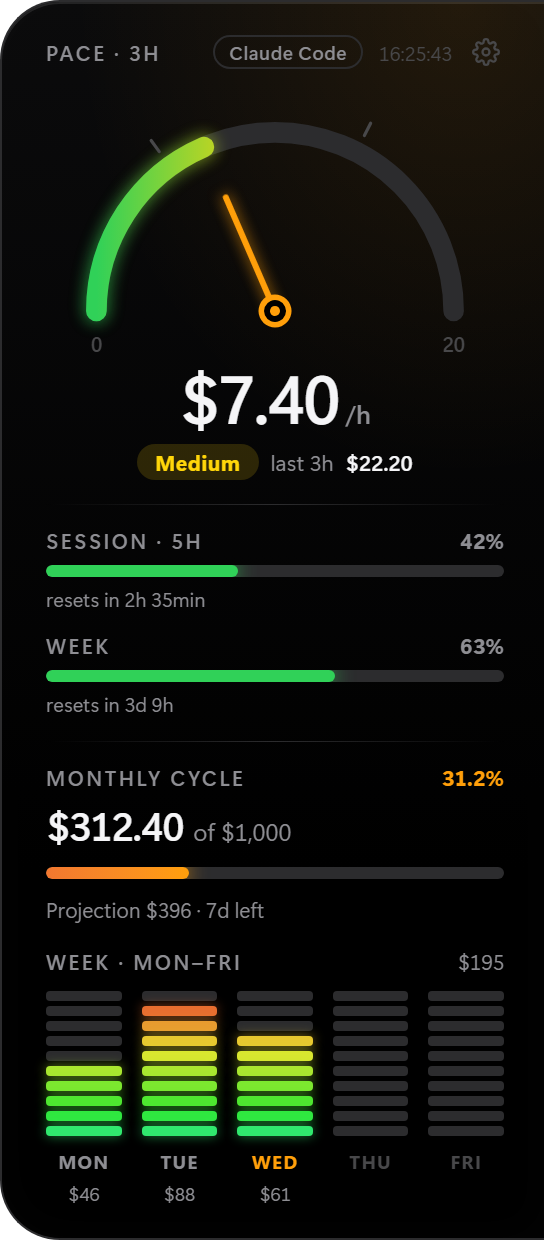 PACE · 3H Claude Code 16:25:43
0 20
$7.40 /h
Medium last 3h $22.20
SESSION · 5H 42%
resets in 2h 35min
WEEK 63%
resets in 3d 9h
MONTHLY CYCLE 31.2%
$312.40 of $1,000
Projection $396 · 7d left
WEEK · MON–FRI $195
MON TUE WED THU FRI
$46 $88 $61